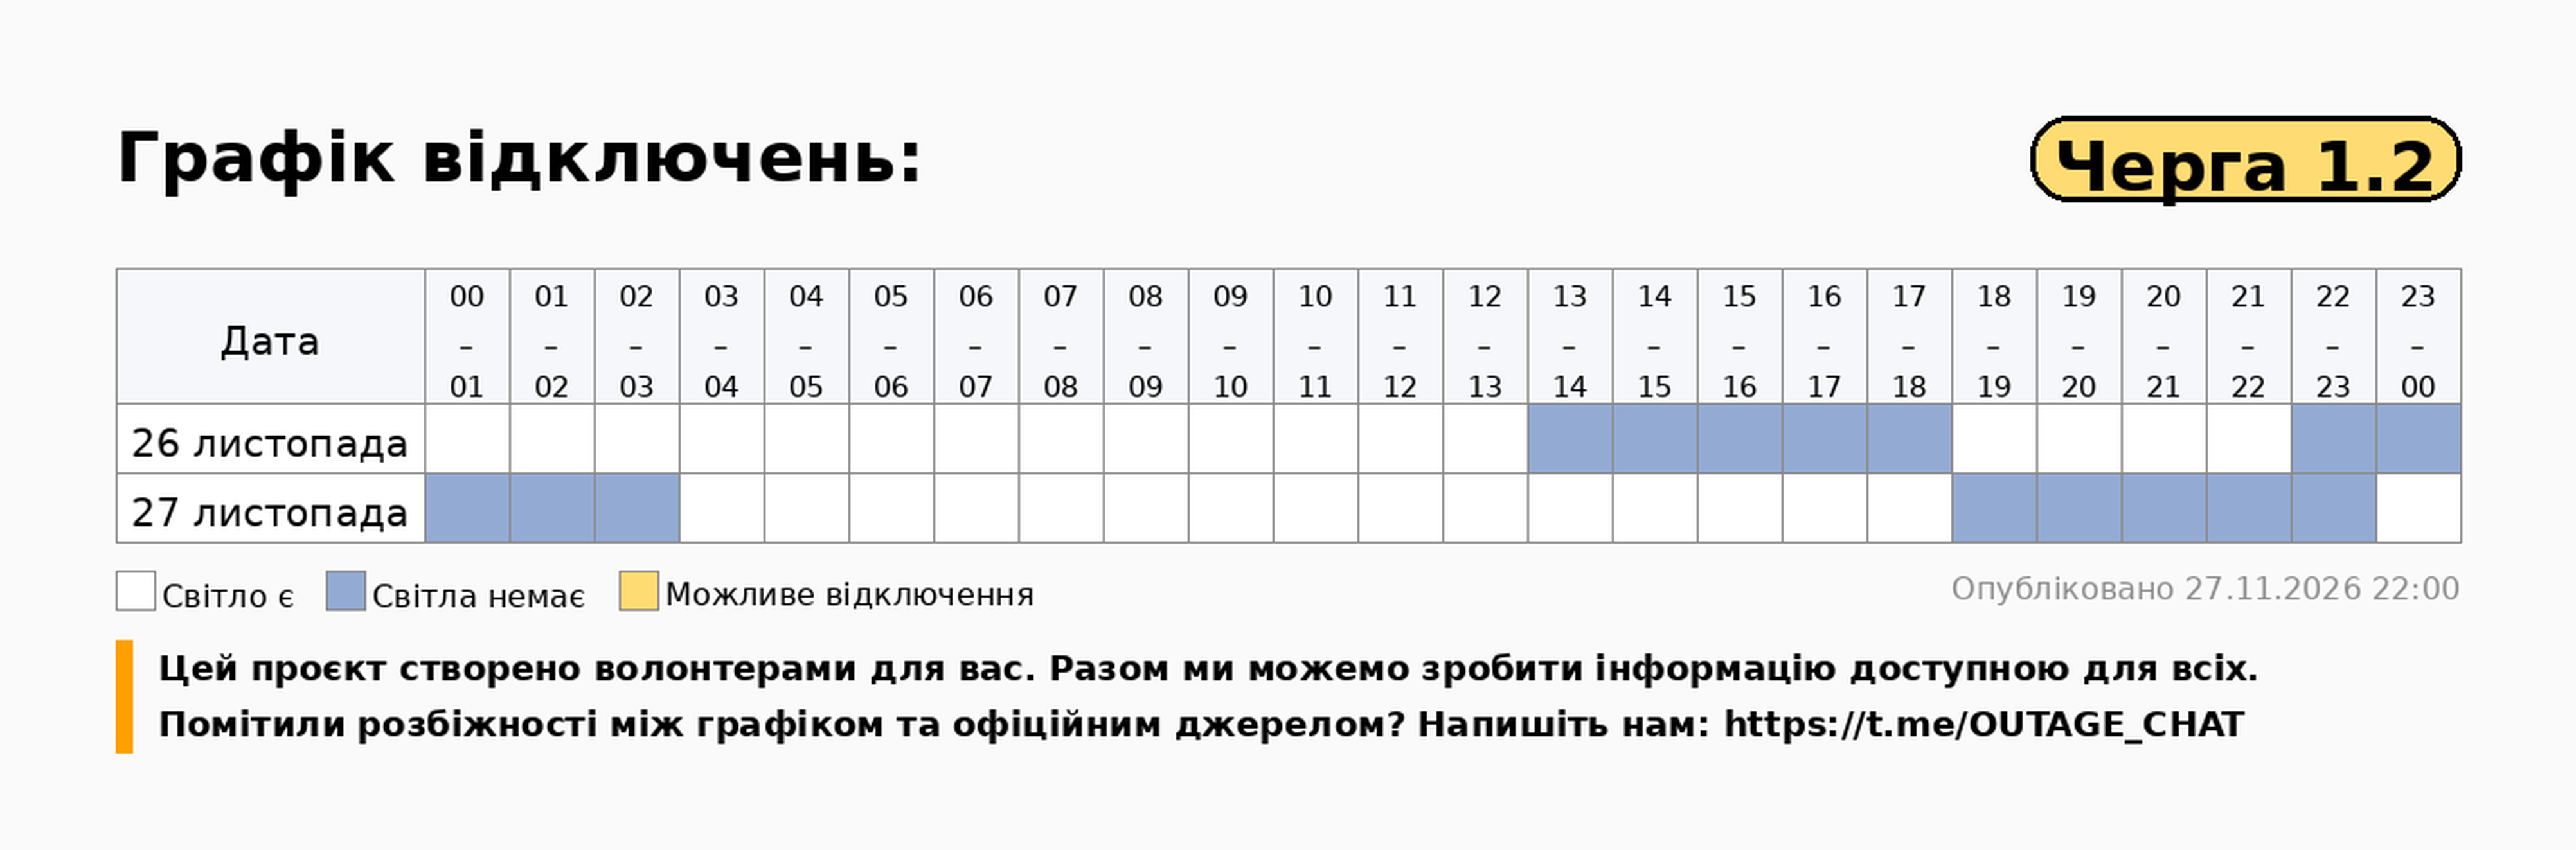 Графік відключень:
Черга 1.2
Дата 00 – 01 01 – 02 02 – 03 03 – 04 04 – 05 05 – 06 06 – 07 07 – 08 08 – 09 09 – 10 10 – 11 11 – 12 12 – 13 13 – 14 14 – 15 15 – 16 16 – 17 17 – 18 18 – 19 19 – 20 20 – 21 21 – 22 22 – 23 23 – 00
26 листопада
27 листопада
Світло є Світла немає Можливе відключення
Опубліковано 27.11.2026 22:00
Цей проєкт створено волонтерами для вас. Разом ми можемо зробити інформацію доступною для всіх.
Помітили розбіжності між графіком та офіційним джерелом? Напишіть нам: https://t.me/OUTAGE_CHAT